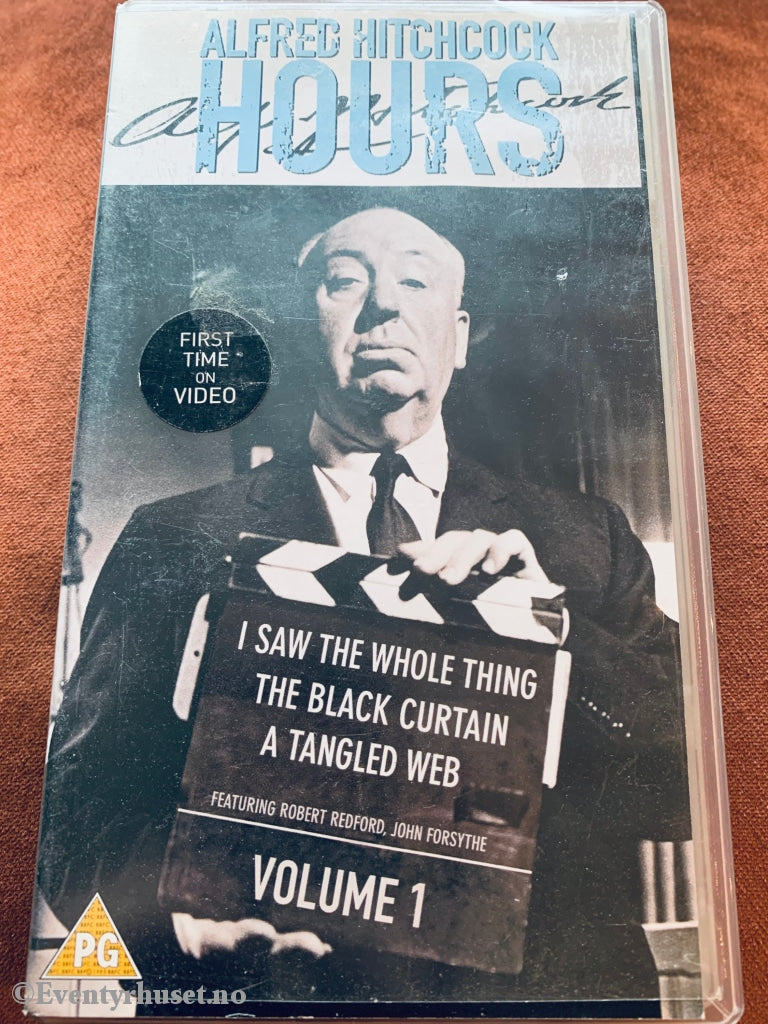 ALFRED HITCHCOCK
HOURS
FIRST
TIME
ON
VIDEO
I SAW THE WHOLE THING
THE BLACK CURTAIN
A TANGLED WEB
FEATURING ROBERT REDFORD, JOHN FORSYTHE
VOLUME 1
PG
©Eventyrhuset.no